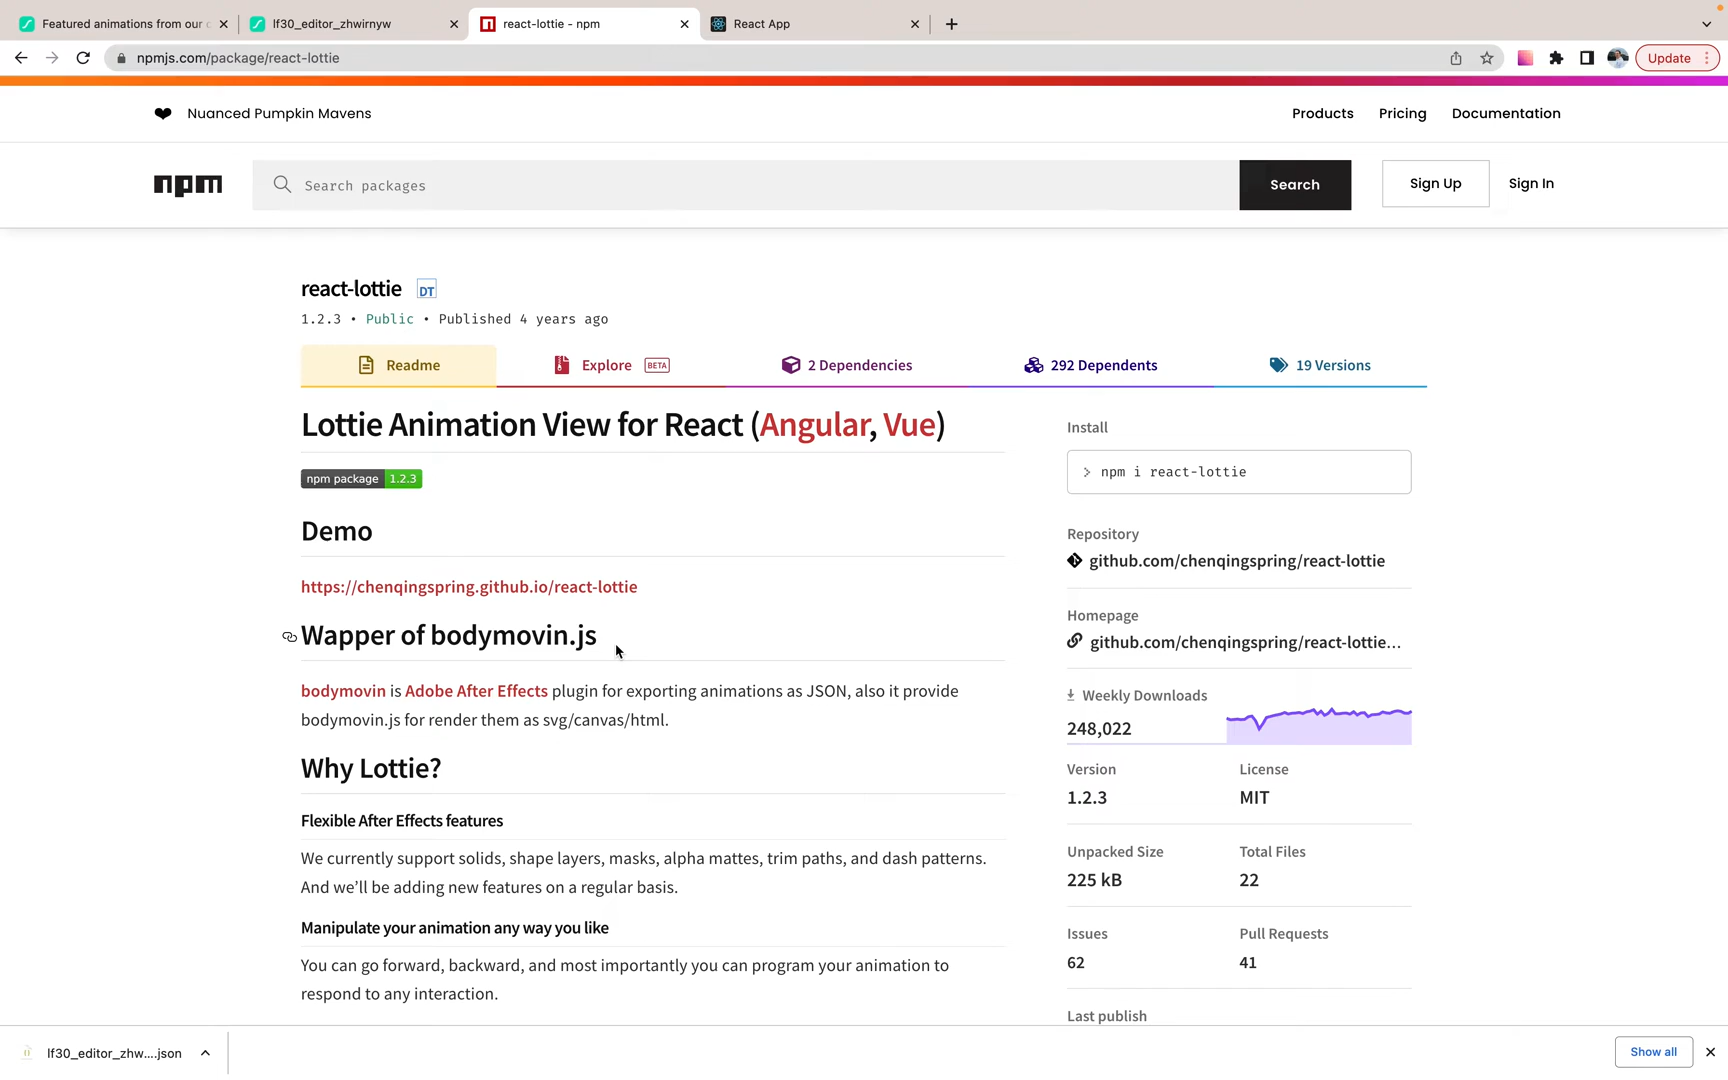 Featured animations from our c
lf30_editor_zhwirnyw
react-lottie - npm
React App
npmjs.com/package/react-lottie
Update
Nuanced Pumpkin Mavens
Products
Pricing
Documentation
npm
Search packages
Search
Sign Up
Sign In
react-lottie DT
1.2.3 • Public • Published 4 years ago
Readme
Explore BETA
2 Dependencies
292 Dependents
19 Versions
Lottie Animation View for React (Angular, Vue)
npm package 1.2.3
Demo
https://chenqingspring.github.io/react-lottie
Wapper of bodymovin.js
bodymovin is Adobe After Effects plugin for exporting animations as JSON, also it provide
bodymovin.js for render them as svg/canvas/html.
Why Lottie?
Flexible After Effects features
We currently support solids, shape layers, masks, alpha mattes, trim paths, and dash patterns.
And we’ll be adding new features on a regular basis.
Manipulate your animation any way you like
You can go forward, backward, and most importantly you can program your animation to
respond to any interaction.
Install
> npm i react-lottie
Repository
github.com/chenqingspring/react-lottie
Homepage
github.com/chenqingspring/react-lottie...
Weekly Downloads
248,022
Version
License
1.2.3
MIT
Unpacked Size
Total Files
225 kB
22
Issues
Pull Requests
62
41
Last publish
lf30_editor_zhw....json
Show all